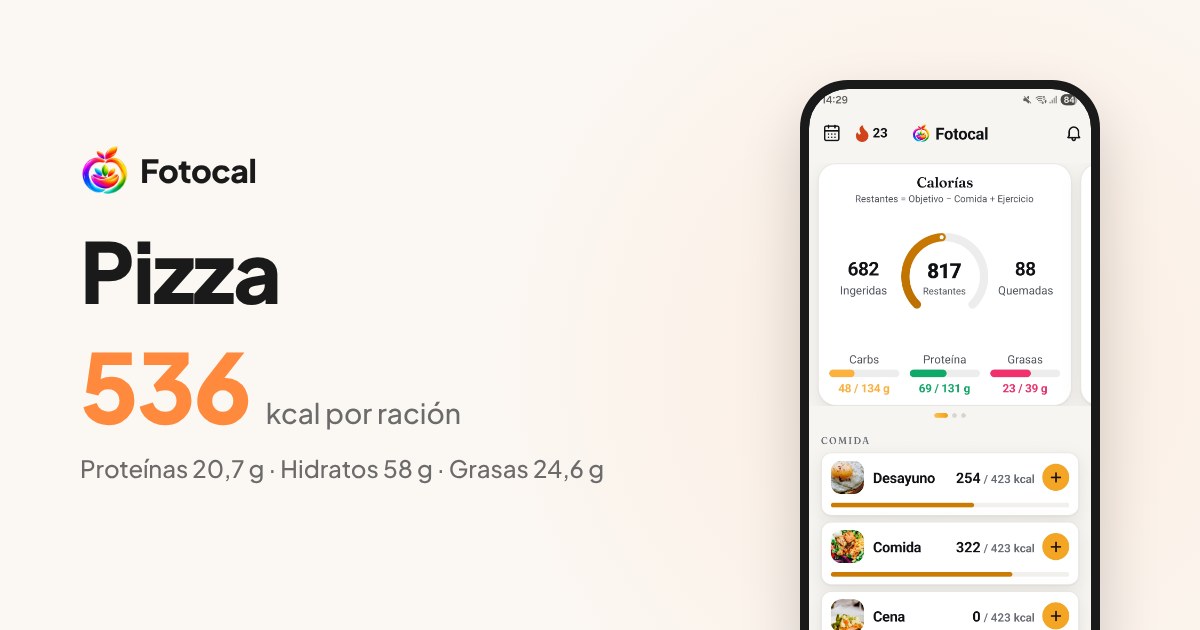 Fotocal
Pizza
536 kcal por ración
Proteínas 20,7 g · Hidratos 58 g · Grasas 24,6 g
14:29
84
23
Fotocal
Calorías
Restantes = Objetivo − Comida + Ejercicio
682
Ingeridas
817
Restantes
88
Quemadas
Carbs
48 / 134 g
Proteína
69 / 131 g
Grasas
23 / 39 g
COMIDA
Desayuno 254 / 423 kcal
Comida 322 / 423 kcal
Cena 0 / 423 kcal